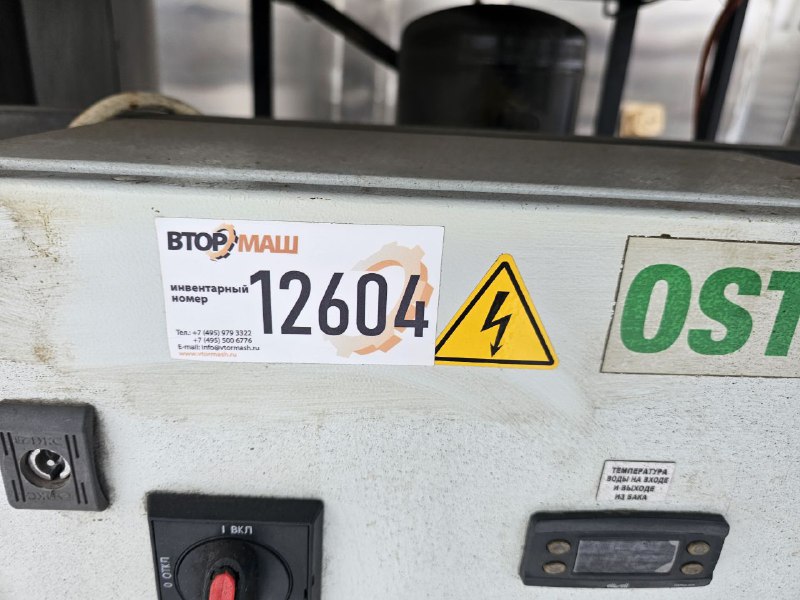 ВТОРМАШ
инвентарный
номер
12604
Тел.: +7 (495) 979 3322
+7 (495) 500 6776
E-mail: info@vtormash.ru
www.vtormash.ru
OST
ТЕМПЕРАТУРА
ВОДЫ НА ВХОДЕ
И ВЫХОДЕ
ИЗ БАКА
I ВКЛ
0 ОТКЛ